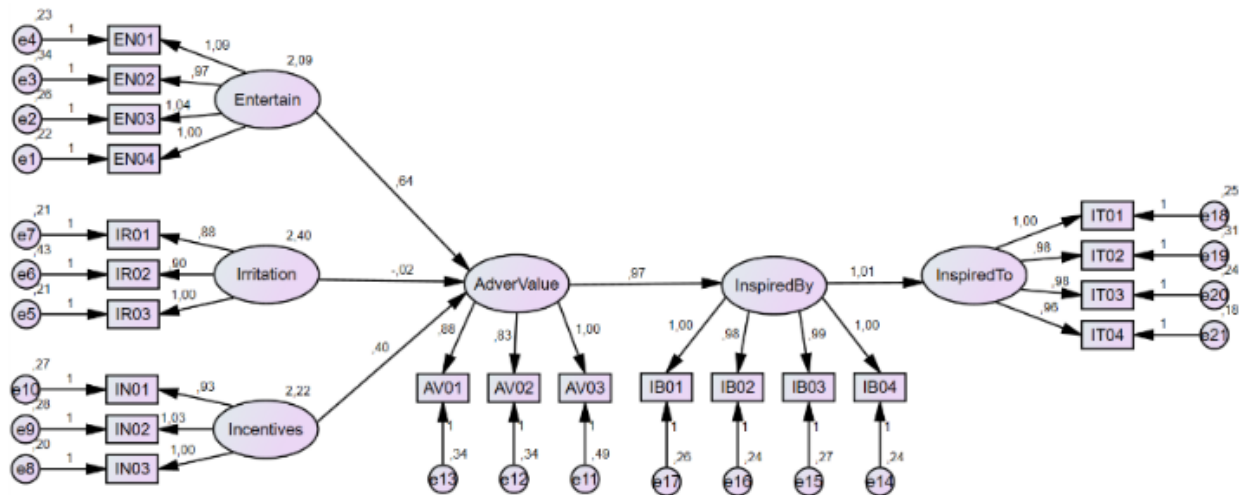 ,23
e4 1 EN01 1,09
,34
e3 1 EN02 ,97 2,09
,26
e2 1 EN03 1,04 Entertain
,22
e1 1 EN04 1,00
,64
,21
e7 1 IR01 ,88
,43
e6 1 IR02 ,90 2,40
Irritation -,02
,21
e5 1 IR03 1,00
,27
e10 1 IN01 ,93
,28
e9 1 IN02 1,03 2,22
Incentives ,40
,20
e8 1 IN03 1,00
AdverValue ,97 InspiredBy 1,01 InspiredTo
,88 ,83 1,00
AV01 AV02 AV03
1 1 1
,34 ,34 ,49
e13 e12 e11
1,00 ,98 ,99 1,00
IB01 IB02 IB03 IB04
1 1 1 1
,26 ,24 ,27 ,24
e17 e16 e15 e14
,25
1,00 IT01 1 e18
,31
,98 IT02 1 e19
,24
,98 IT03 1 e20
,18
IT04 1 e21